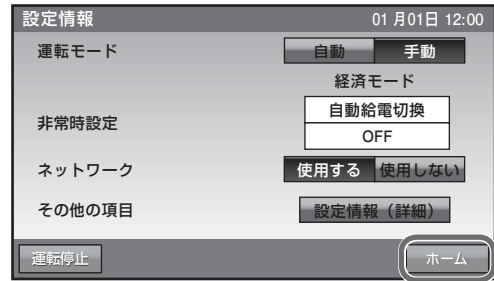 設定情報 01月01日 12:00
運転モード 自動 手動
経済モード
非常時設定 自動給電切換
OFF
ネットワーク 使用する 使用しない
その他の項目 設定情報（詳細）
運転停止 ホーム